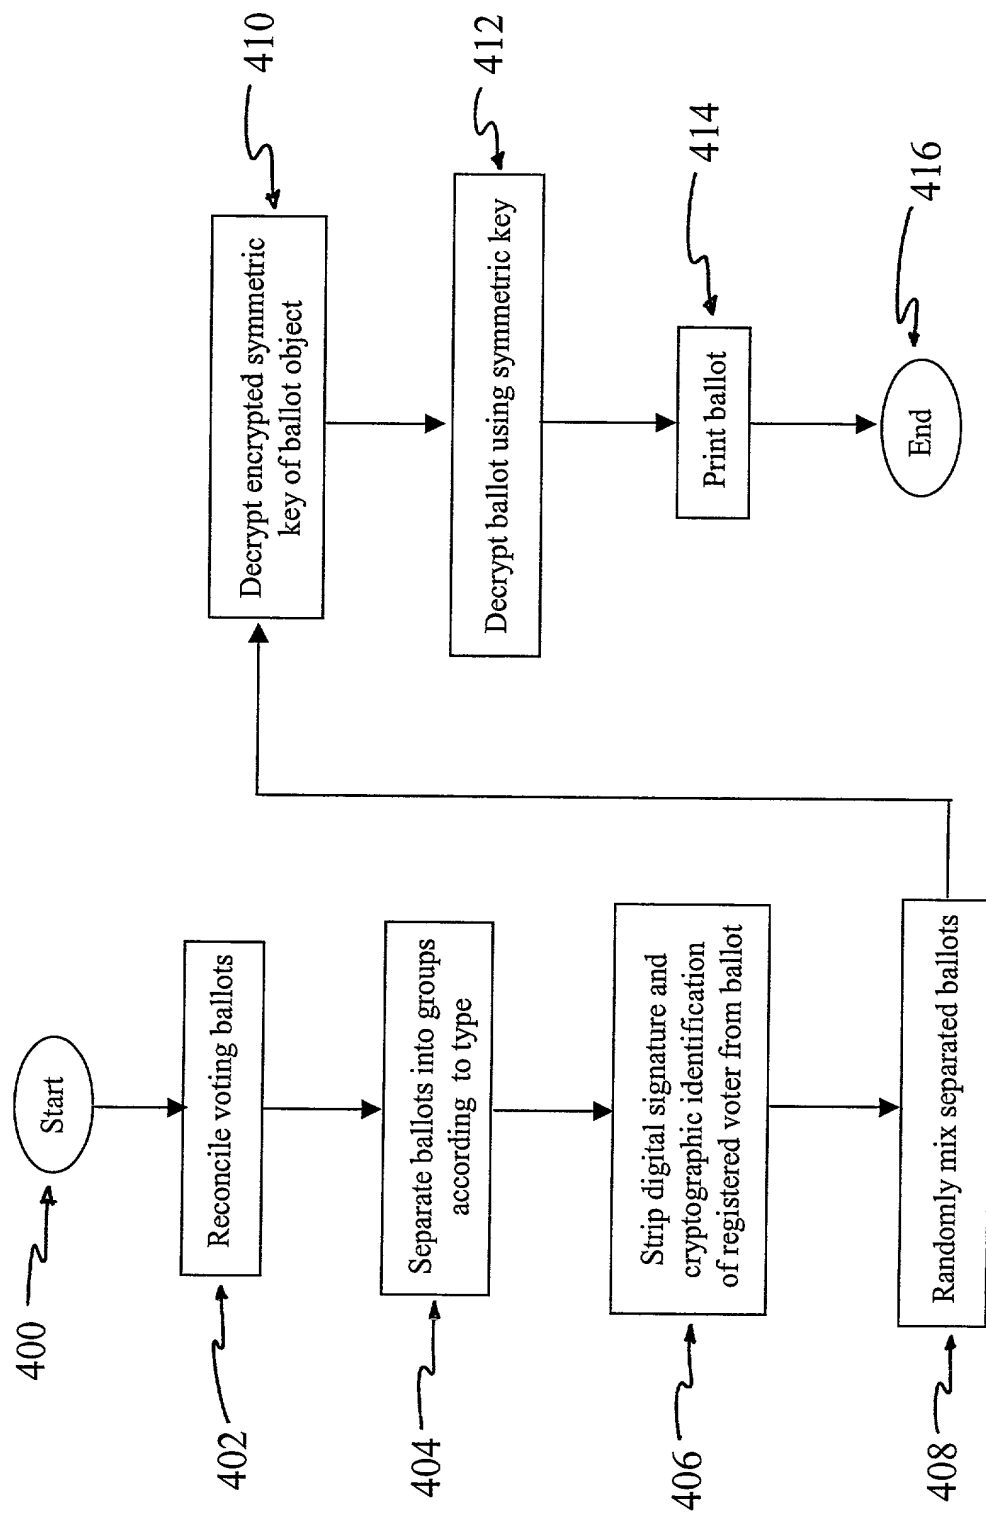 400
Start
402
Reconcile voting ballots
404
Separate ballots into groups
according to type
406
Strip digital signature and
cryptographic identification
of registered voter from ballot
408
Randomly mix separated ballots
410
Decrypt encrypted symmetric
key of ballot object
412
Decrypt ballot using symmetric key
414
Print ballot
416
End